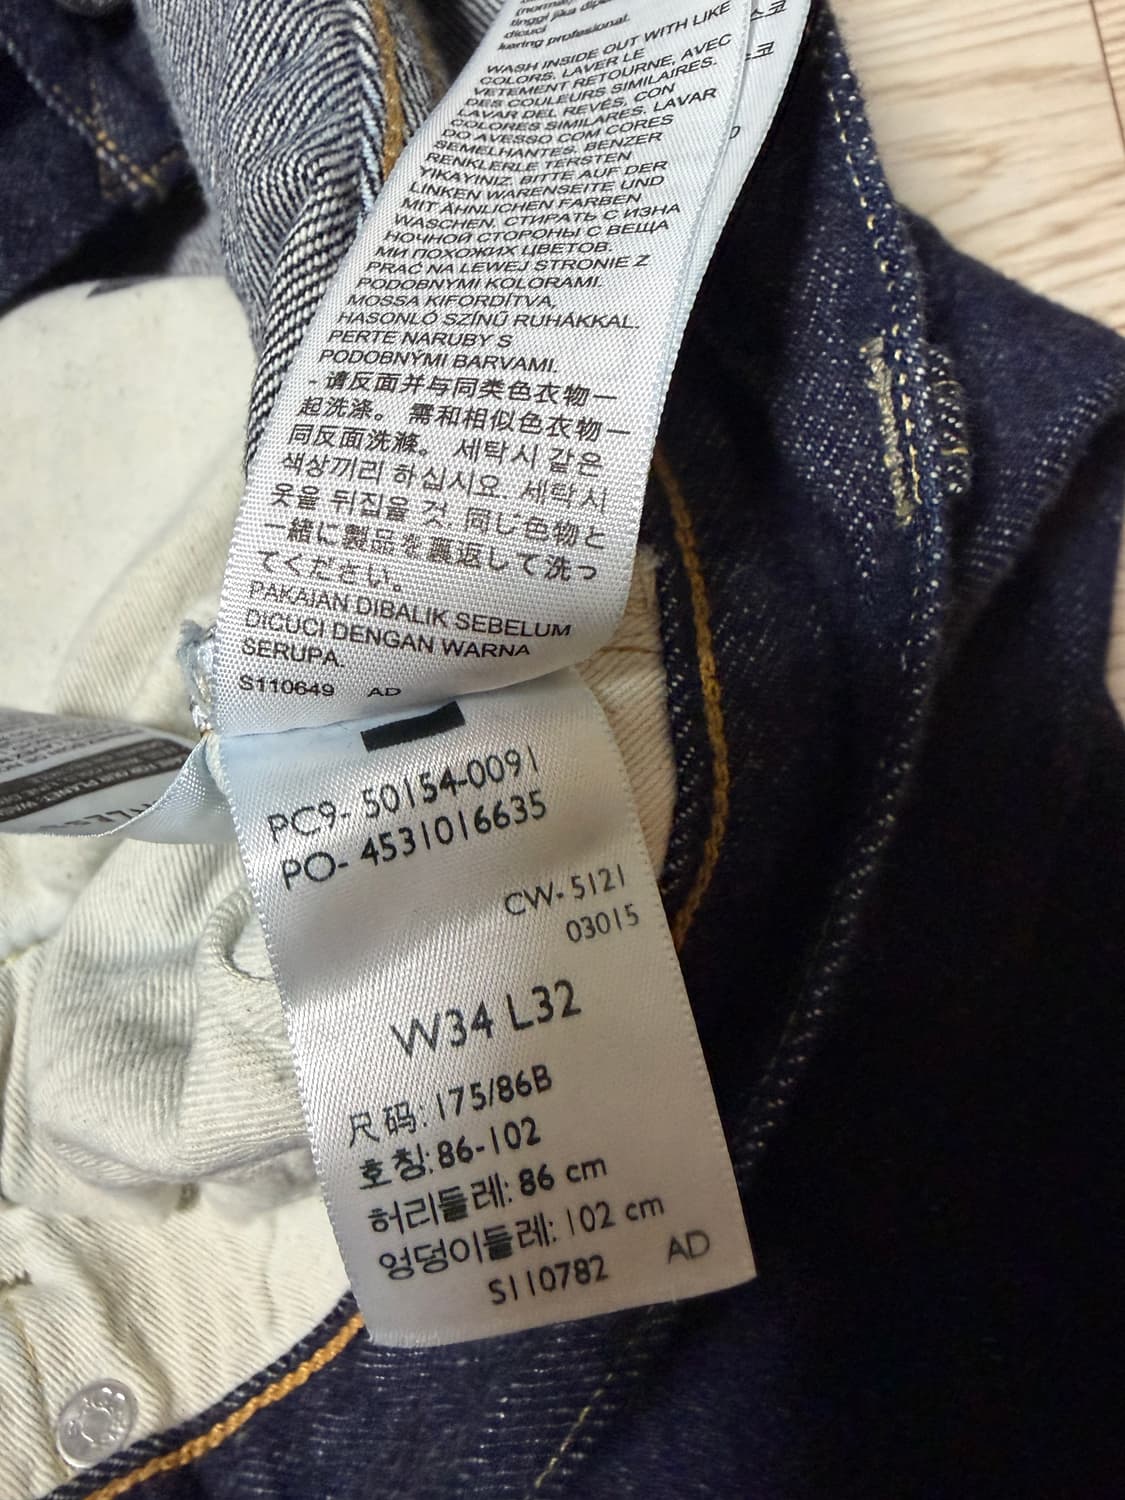 (normal)
tinggi jika
dicuci
kering profesional.
WASH INSIDE OUT WITH LIKE
COLORS. LAVER LE
VETEMENT RETOURNE, AVEC
DES COULEURS SIMILAIRES.
LAVAR DEL REVÉS, CON
COLORES SIMILARES. LAVAR
DO AVESSO COM CORES
SEMELHANTES. BENZER
RENKLERLE TERSTEN
YIKAYINIZ. BITTE AUF DER
LINKEN WARENSEITE UND
MIT ÄHNLICHEN FARBEN
WASCHEN. СТИРАТЬ С ИЗНА
НОЧНОЙ СТОРОНЫ С ВЕЩА
МИ ПОХОЖИХ ЦВЕТОВ.
PRAĆ NA LEWEJ STRONIE Z
PODOBNYMI KOLORAMI.
MOSSA KIFORDÍTVA,
HASONLÓ SZÍNŰ RUHÁKKAL.
PERTE NARUBY S
PODOBNYMI BARVAMI.
- 请反面并与同类色衣物一
起洗涤。 需和相似色衣物一
同反面洗滌。 세탁시 같은
색상끼리 하십시요. 세탁시
옷을 뒤집을 것. 同じ色物と
一緒に製品を裏返して洗っ
てください。
PAKAIAN DIBALIK SEBELUM
DICUCI DENGAN WARNA
SERUPA.
S110649 AD
PC9- 50154-0091
PO- 4531016635
CW- 5121
03015
W34 L32
尺码: 175/86B
호칭: 86-102
허리둘레: 86 cm
엉덩이둘레: 102 cm
S110782 AD